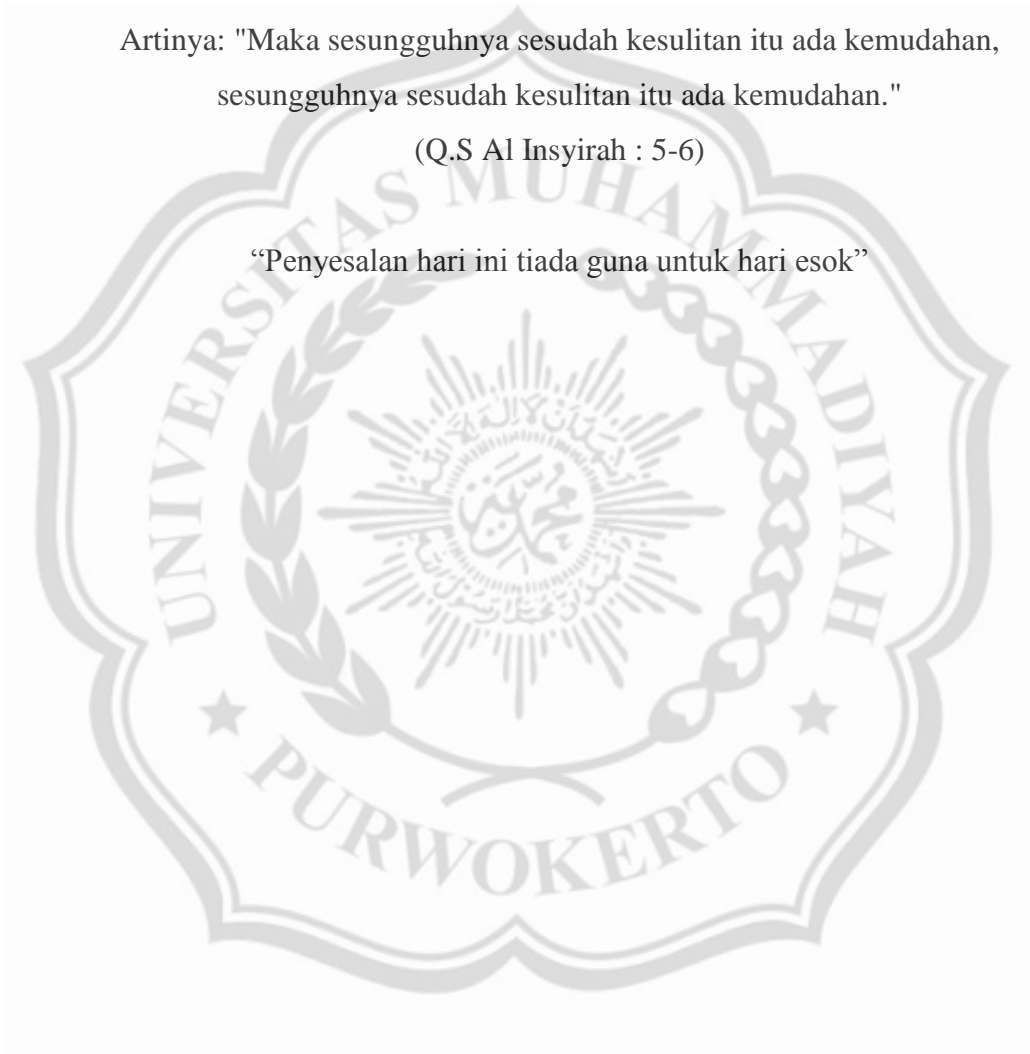 Artinya: "Maka sesungguhnya sesudah kesulitan itu ada kemudahan,
sesungguhnya sesudah kesulitan itu ada kemudahan."
(Q.S Al Insyirah : 5-6)
“Penyesalan hari ini tiada guna untuk hari esok”
UNIVERSITAS MUHAMMADIYAH
PURWOKERTO